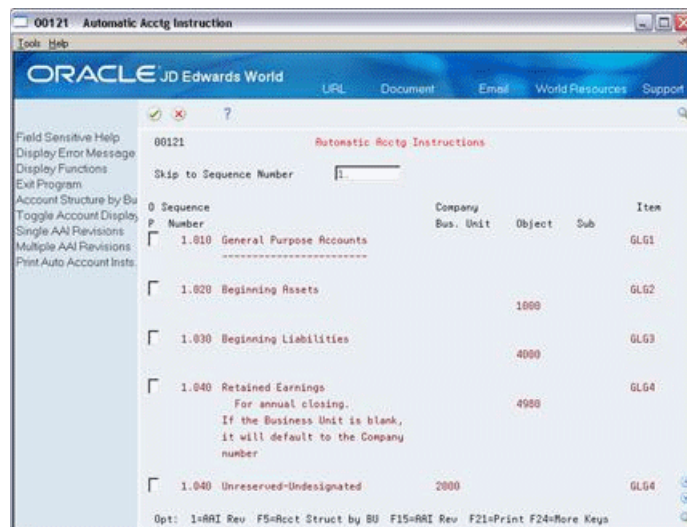 00121 Automatic Acctg Instruction
Tools Help
ORACLE JD Edwards World
URL Document Email World Resources Support
Field Sensitive Help
Display Error Message
Display Functions
Exit Program
Account Structure by Bu
Toggle Account Display
Single AAI Revisions
Multiple AAI Revisions
Print Auto Account Insts.
?
00121 Automatic Acctg Instructions
Skip to Sequence Number 1.
O Sequence Company Item
P Number Bus. Unit Object Sub
1.010 General Purpose Accounts GLG1
------------------------
1.020 Beginning Assets GLG2
1000
1.030 Beginning Liabilities GLG3
4000
1.040 Retained Earnings GLG4
For annual closing. 4980
If the Business Unit is blank,
it will default to the Company
number
1.040 Unreserved-Undesignated 2000 GLG4
Opt: 1=AAI Rev F5=Acct Struct by BU F15=AAI Rev F21=Print F24=More Keys